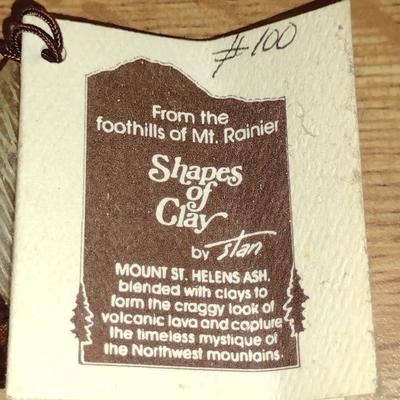 #100
From the
foothills of Mt. Rainier
Shapes
of
Clay
by Stan
MOUNT ST. HELENS ASH,
blended with clays to
form the craggy look of
volcanic lava and capture
the timeless mystique of
the Northwest mountains.